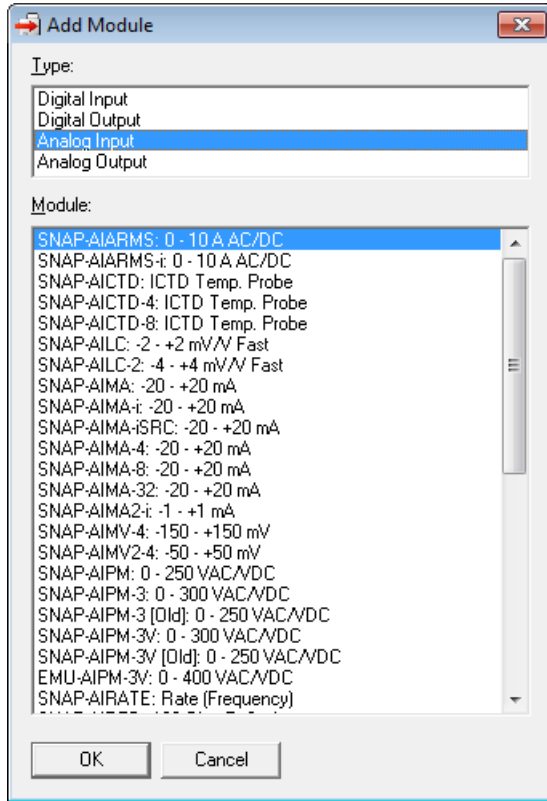 Add Module
Type:
Digital Input
Digital Output
Analog Input
Analog Output
Module:
SNAP-AIARMS: 0 - 10 A AC/DC
SNAP-AIARMS-i: 0 - 10 A AC/DC
SNAP-AICTD: ICTD Temp. Probe
SNAP-AICTD-4: ICTD Temp. Probe
SNAP-AICTD-8: ICTD Temp. Probe
SNAP-AILC: -2 - +2 mV/V Fast
SNAP-AILC-2: -4 - +4 mV/V Fast
SNAP-AIMA: -20 - +20 mA
SNAP-AIMA-i: -20 - +20 mA
SNAP-AIMA-iSRC: -20 - +20 mA
SNAP-AIMA-4: -20 - +20 mA
SNAP-AIMA-8: -20 - +20 mA
SNAP-AIMA-32: -20 - +20 mA
SNAP-AIMA2-i: -1 - +1 mA
SNAP-AIMV-4: -150 - +150 mV
SNAP-AIMV2-4: -50 - +50 mV
SNAP-AIPM: 0 - 250 VAC/VDC
SNAP-AIPM-3: 0 - 300 VAC/VDC
SNAP-AIPM-3 [Old]: 0 - 250 VAC/VDC
SNAP-AIPM-3V: 0 - 300 VAC/VDC
SNAP-AIPM-3V [Old]: 0 - 250 VAC/VDC
EMU-AIPM-3V: 0 - 400 VAC/VDC
SNAP-AIRATE: Rate (Frequency)
OK
Cancel